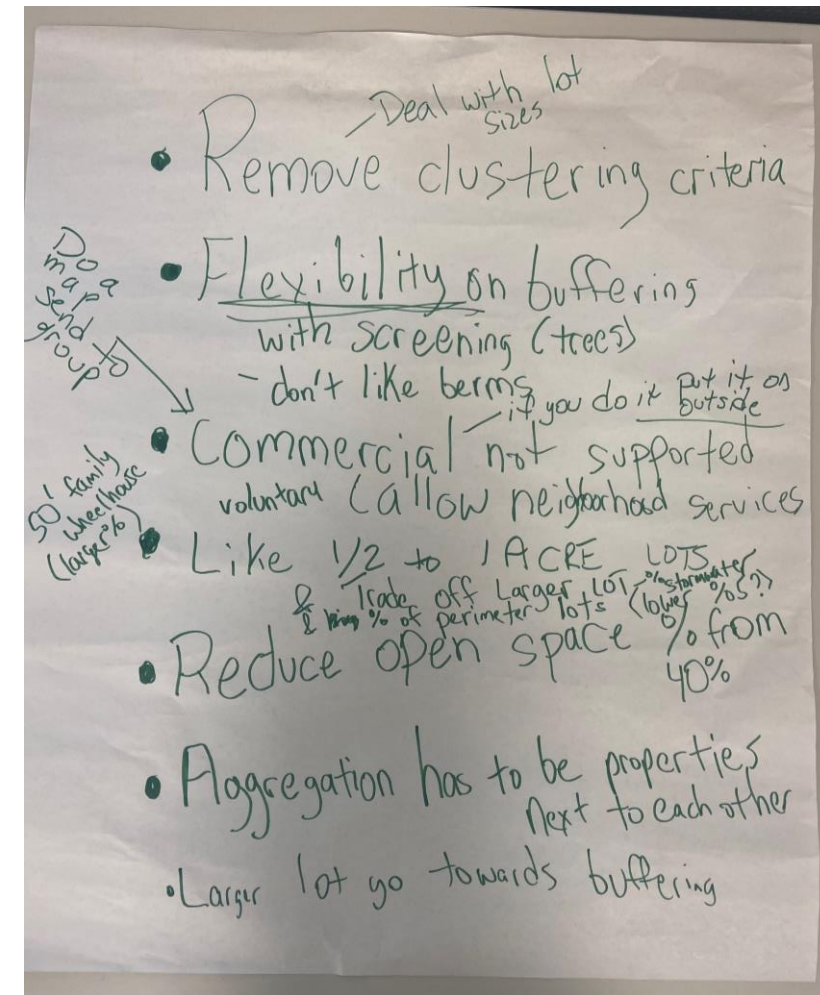 Deal with lot
sizes
• Remove clustering criteria
• Flexibility on buffering
with screening (trees)
- don't like berms
- if you do it put it on
outside
Do a
map
send to
group
• Commercial not supported
voluntary (allow neighborhood services
50' family
wheelhouse
(larger %
• Like 1/2 to 1 ACRE LOTS
& Trade off Larger LOT - % stormwater
& % of perimeter lots (lower %s??)
• Reduce open space % from
40%
• Aggregation has to be properties
next to each other
• Larger lot go towards buffering